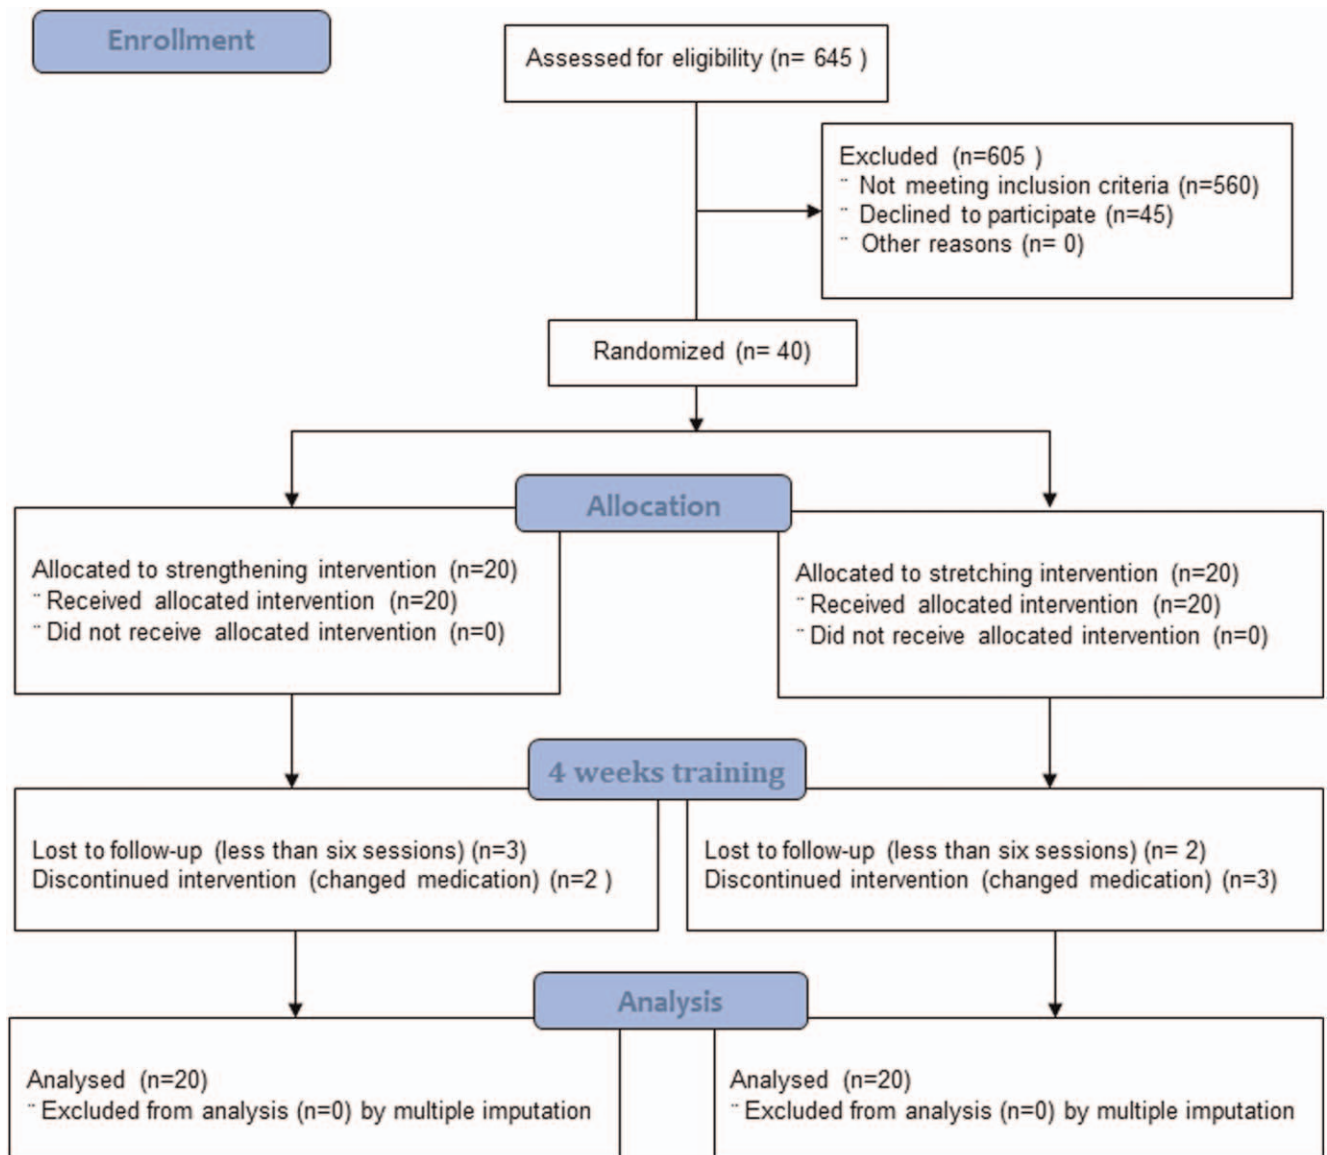 Enrollment
Assessed for eligibility (n= 645 )
Excluded (n=605 )
¨ Not meeting inclusion criteria (n=560)
¨ Declined to participate (n=45)
¨ Other reasons (n= 0)
Randomized (n= 40)
Allocation
Allocated to strengthening intervention (n=20)
¨ Received allocated intervention (n=20)
¨ Did not receive allocated intervention (n=0)
Allocated to stretching intervention (n=20)
¨ Received allocated intervention (n=20)
¨ Did not receive allocated intervention (n=0)
4 weeks training
Lost to follow-up (less than six sessions) (n=3)
Discontinued intervention (changed medication) (n=2 )
Lost to follow-up (less than six sessions) (n= 2)
Discontinued intervention (changed medication) (n=3)
Analysis
Analysed (n=20)
¨ Excluded from analysis (n=0) by multiple imputation
Analysed (n=20)
¨ Excluded from analysis (n=0) by multiple imputation